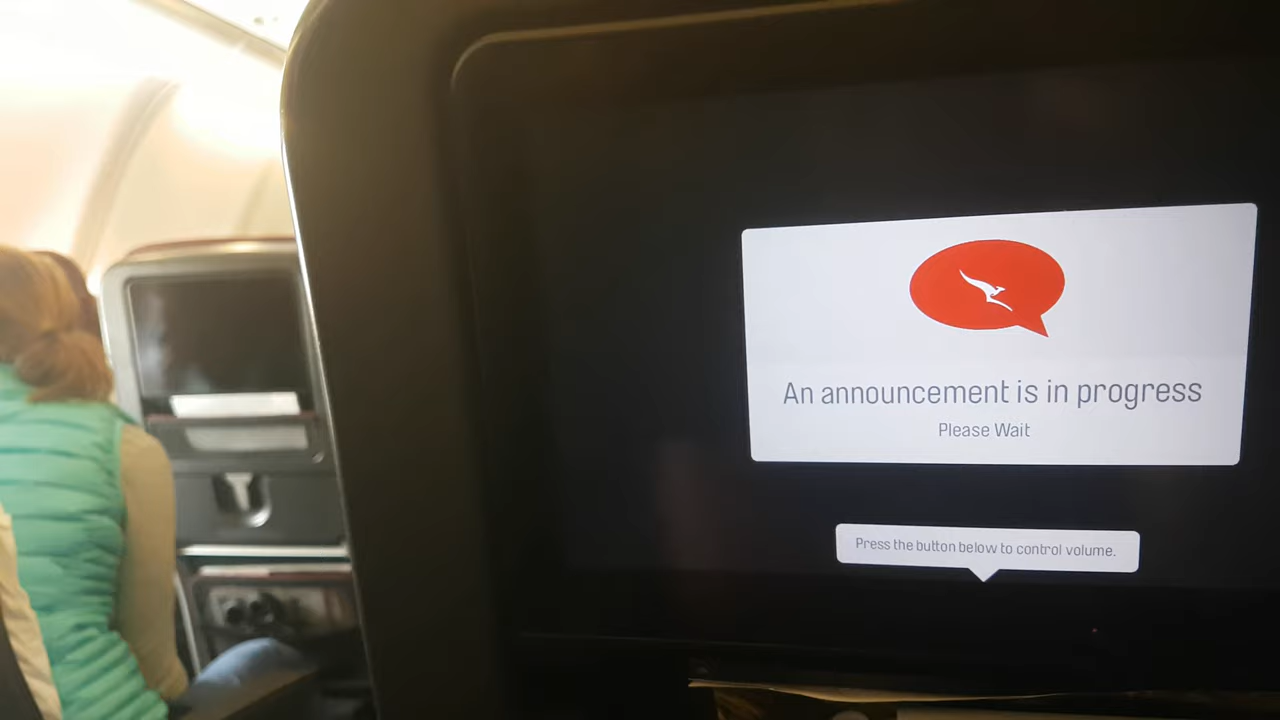 An announcement is in progress
Please Wait
Press the button below to control volume.